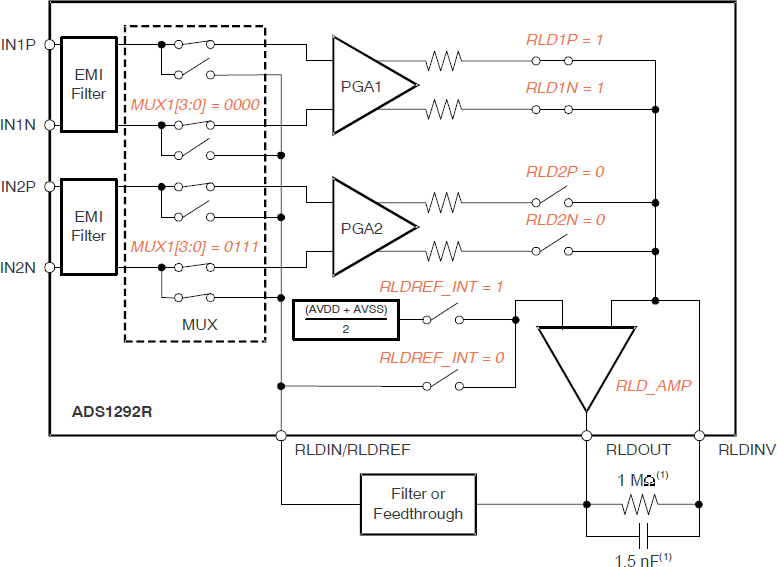 IN1P
EMI
Filter
IN1N
MUX1[3:0] = 0000
PGA1
RLD1P = 1
RLD1N = 1
IN2P
EMI
Filter
IN2N
MUX1[3:0] = 0111
MUX
PGA2
RLD2P = 0
RLD2N = 0
RLDREF_INT = 1
(AVDD + AVSS)
2
RLDREF_INT = 0
RLD_AMP
ADS1292R
RLDIN/RLDREF
RLDOUT
RLDINV
Filter or
Feedthrough
1 MΩ(1)
1.5 nF(1)